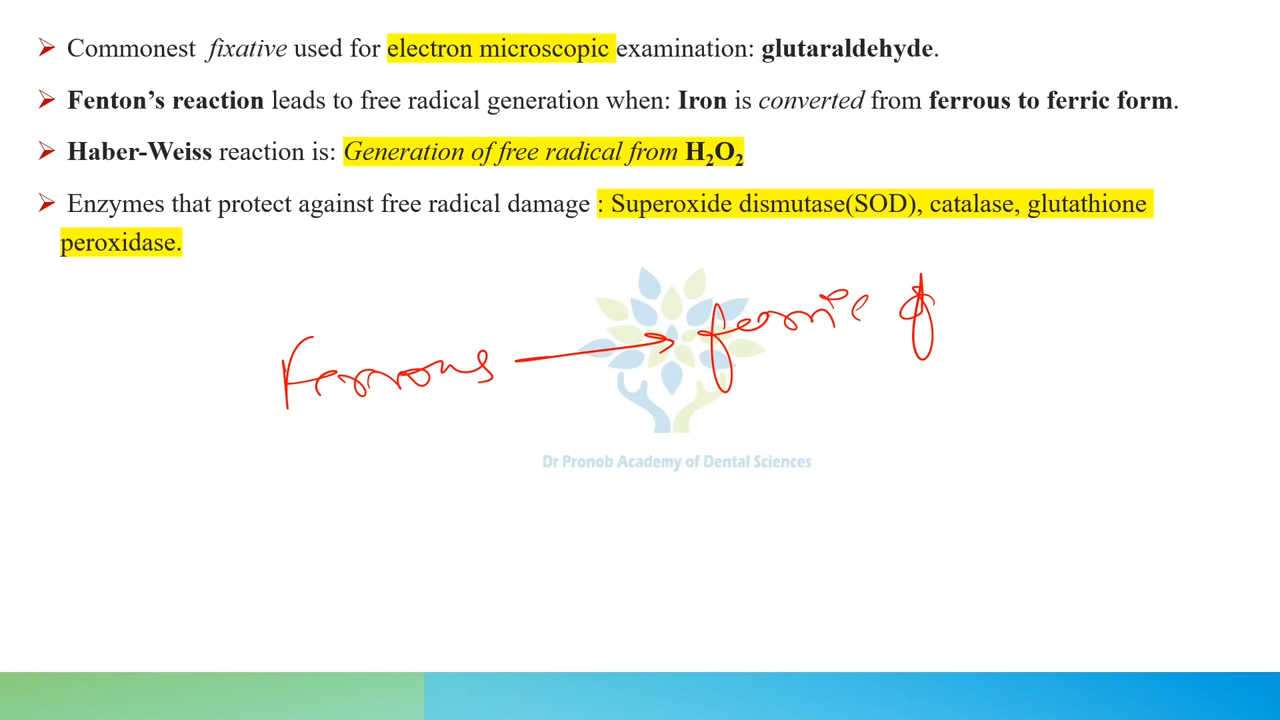 ➤ Commonest fixative used for electron microscopic examination: glutaraldehyde.
➤ Fenton’s reaction leads to free radical generation when: Iron is converted from ferrous to ferric form.
➤ Haber-Weiss reaction is: Generation of free radical from H₂O₂
➤ Enzymes that protect against free radical damage : Superoxide dismutase(SOD), catalase, glutathione
peroxidase.
Ferrous → ferric
Dr Pronob Academy of Dental Sciences